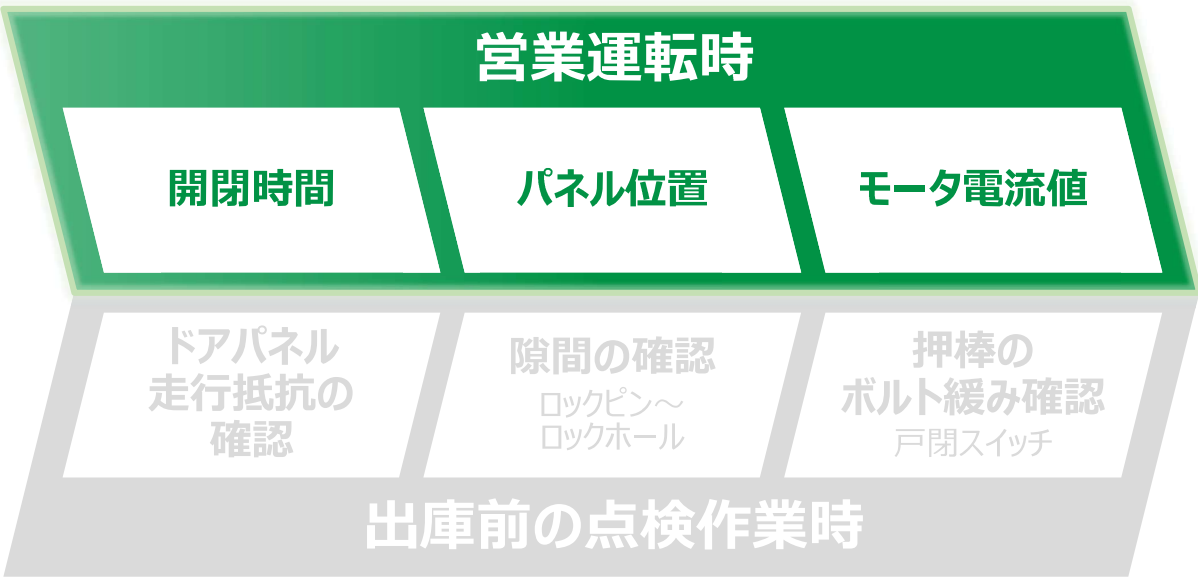 営業運転時
開閉時間
パネル位置
モータ電流値
ドアパネル
走行抵抗の
確認
隙間の確認
ロックピン～
ロックホール
押棒の
ボルト緩み確認
戸閉スイッチ
出庫前の点検作業時